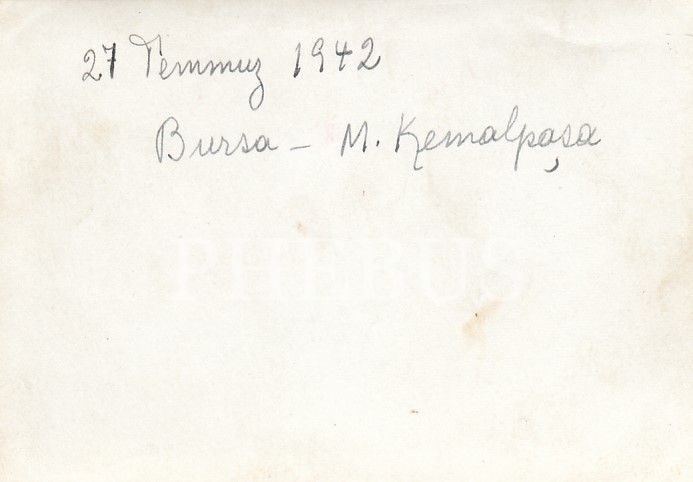 27 Temmuz 1942
Bursa – M. Kemalpaşa
PHEBUS